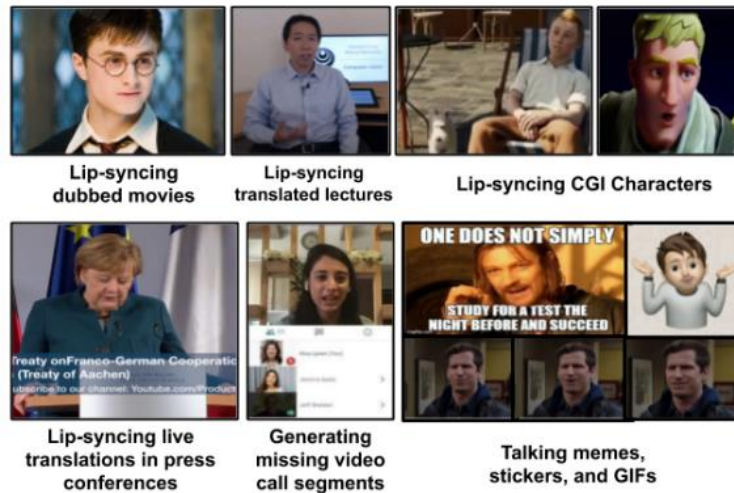 Lip-syncing
dubbed movies
Lip-syncing
translated lectures
Lip-syncing CGI Characters
Treaty onFranco-German Cooperatic
(Treaty of Aachen)
ubscribe to our channel: Youtube.com/Product
ONE DOES NOT SIMPLY
STUDY FOR A TEST THE
NIGHT BEFORE AND SUCCEED
Lip-syncing live
translations in press
conferences
Generating
missing video
call segments
Talking memes,
stickers, and GIFs